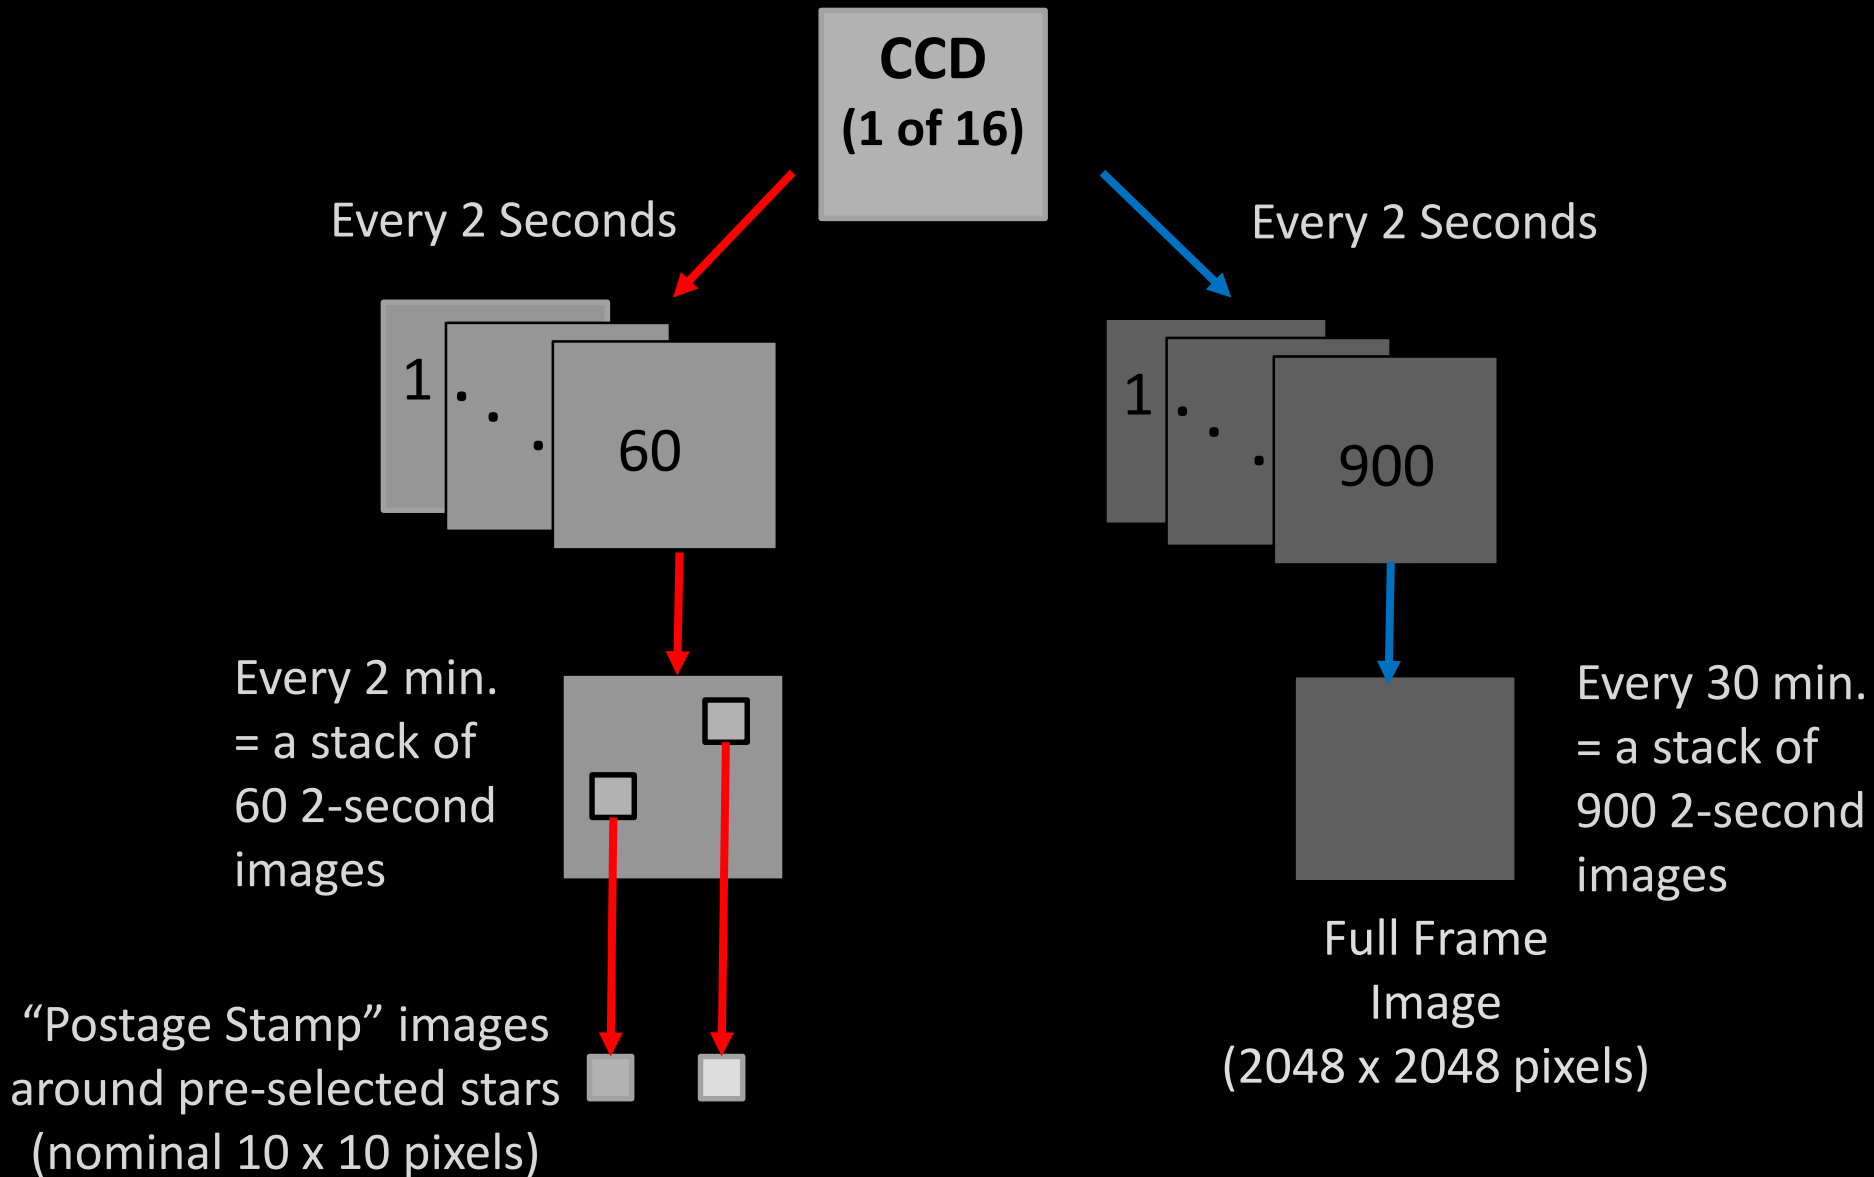 CCD
(1 of 16)
Every 2 Seconds
Every 2 Seconds
1
60
1
900
Every 2 min.
= a stack of
60 2-second
images
Every 30 min.
= a stack of
900 2-second
images
Full Frame
Image
(2048 x 2048 pixels)
“Postage Stamp” images
around pre-selected stars
(nominal 10 x 10 pixels)